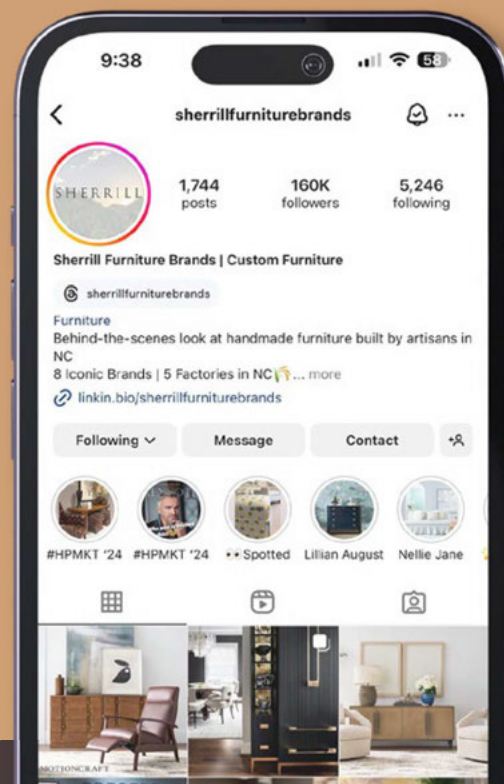 9:38
58
sherrillfurniturebrands
SHERRILL
1,744
posts
160K
followers
5,246
following
Sherrill Furniture Brands | Custom Furniture
sherrillfurniturebrands
Furniture
Behind-the-scenes look at handmade furniture built by artisans in
NC
8 Iconic Brands | 5 Factories in NC🌾... more
linkin.bio/sherrillfurniturebrands
Following
Message
Contact
#HPMKT '24
#HPMKT '24
👀Spotted
Lillian August
Nellie Jane
MOTIONCRAFT